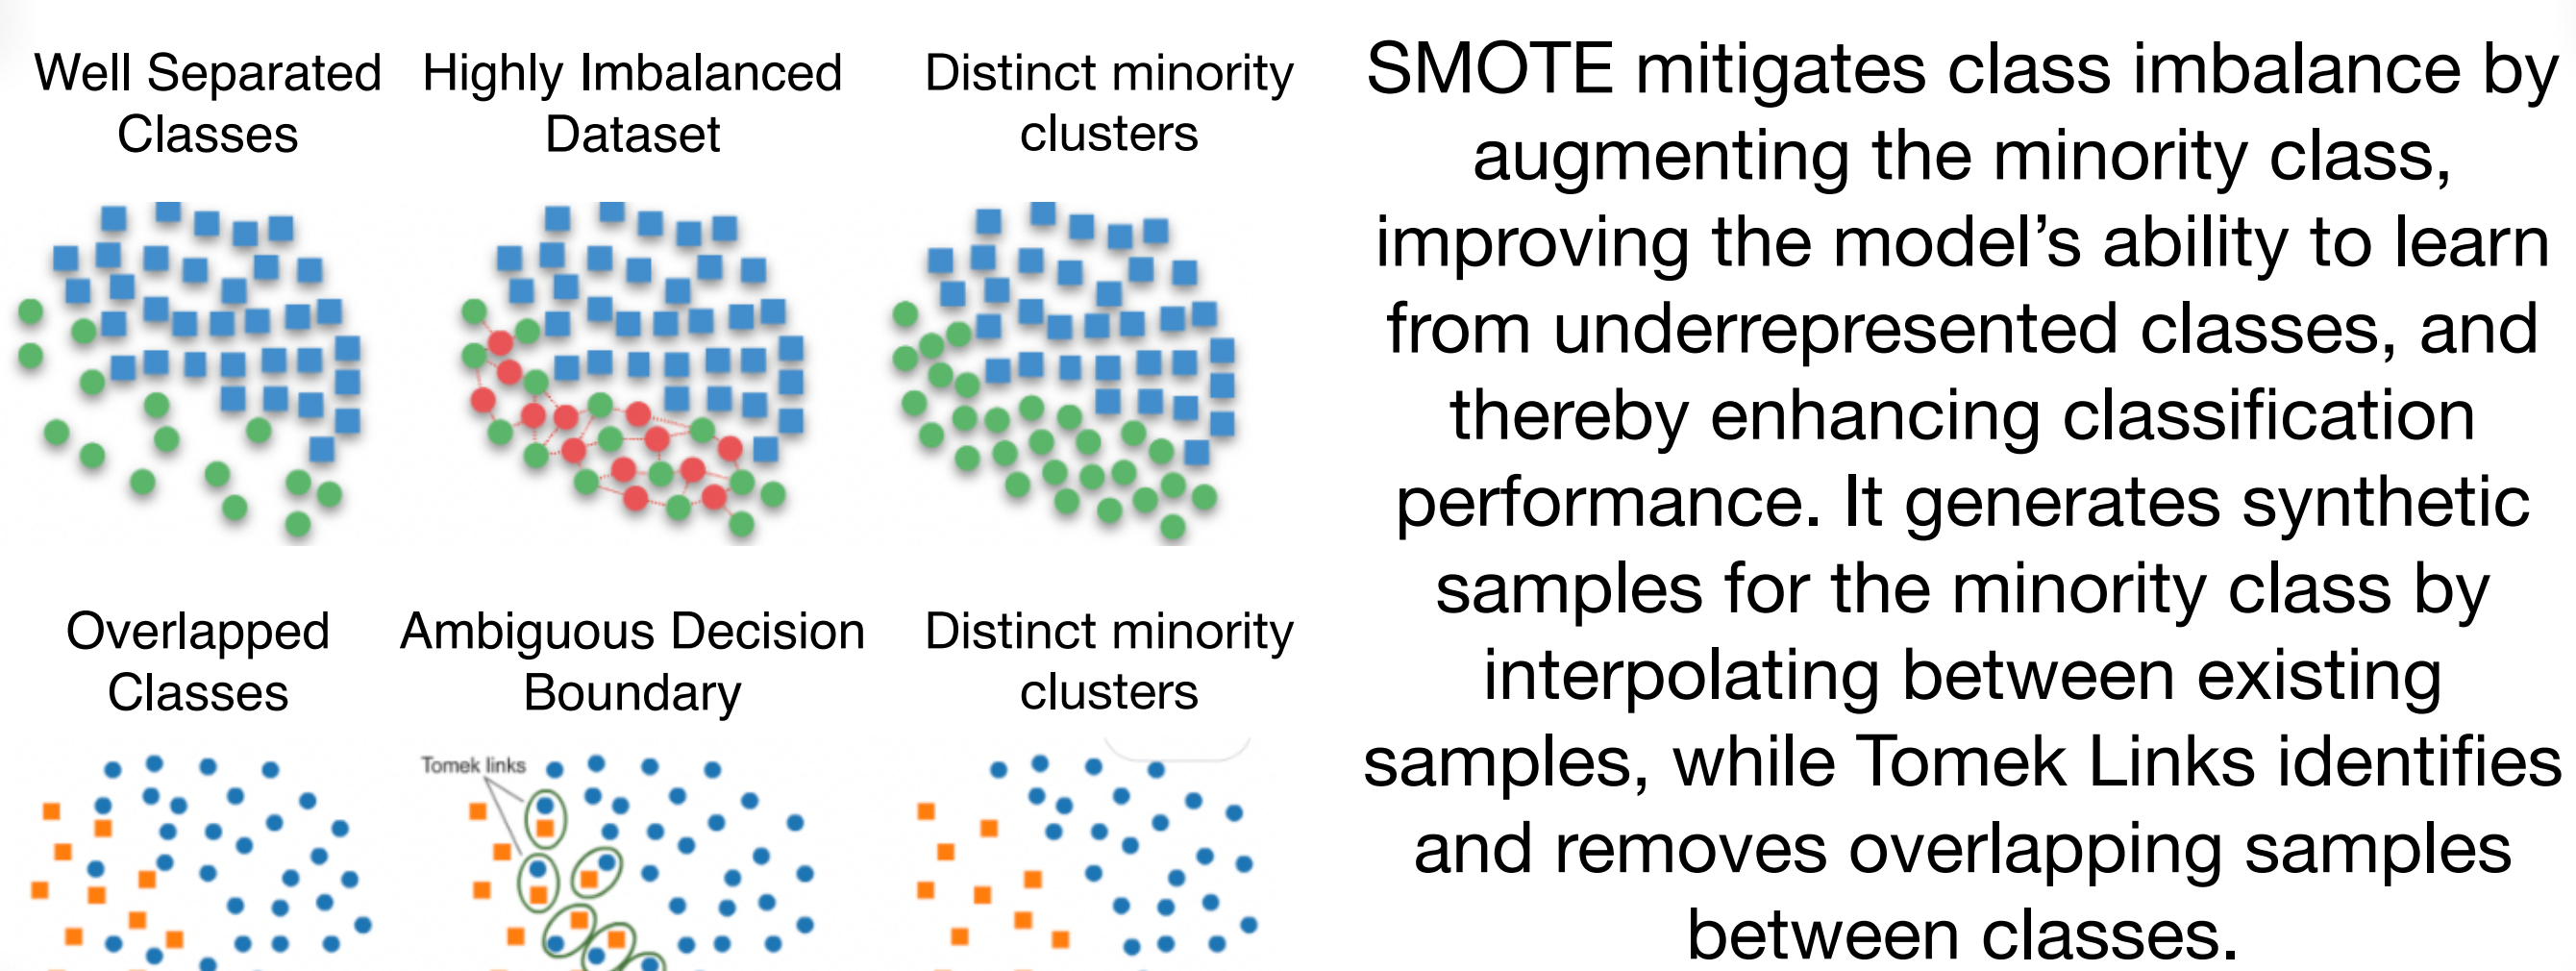 Well Separated
Classes
Highly Imbalanced
Dataset
Distinct minority
clusters
Overlapped
Classes
Ambiguous Decision
Boundary
Distinct minority
clusters
Tomek links
SMOTE mitigates class imbalance by
augmenting the minority class,
improving the model’s ability to learn
from underrepresented classes, and
thereby enhancing classification
performance. It generates synthetic
samples for the minority class by
interpolating between existing
samples, while Tomek Links identifies
and removes overlapping samples
between classes.